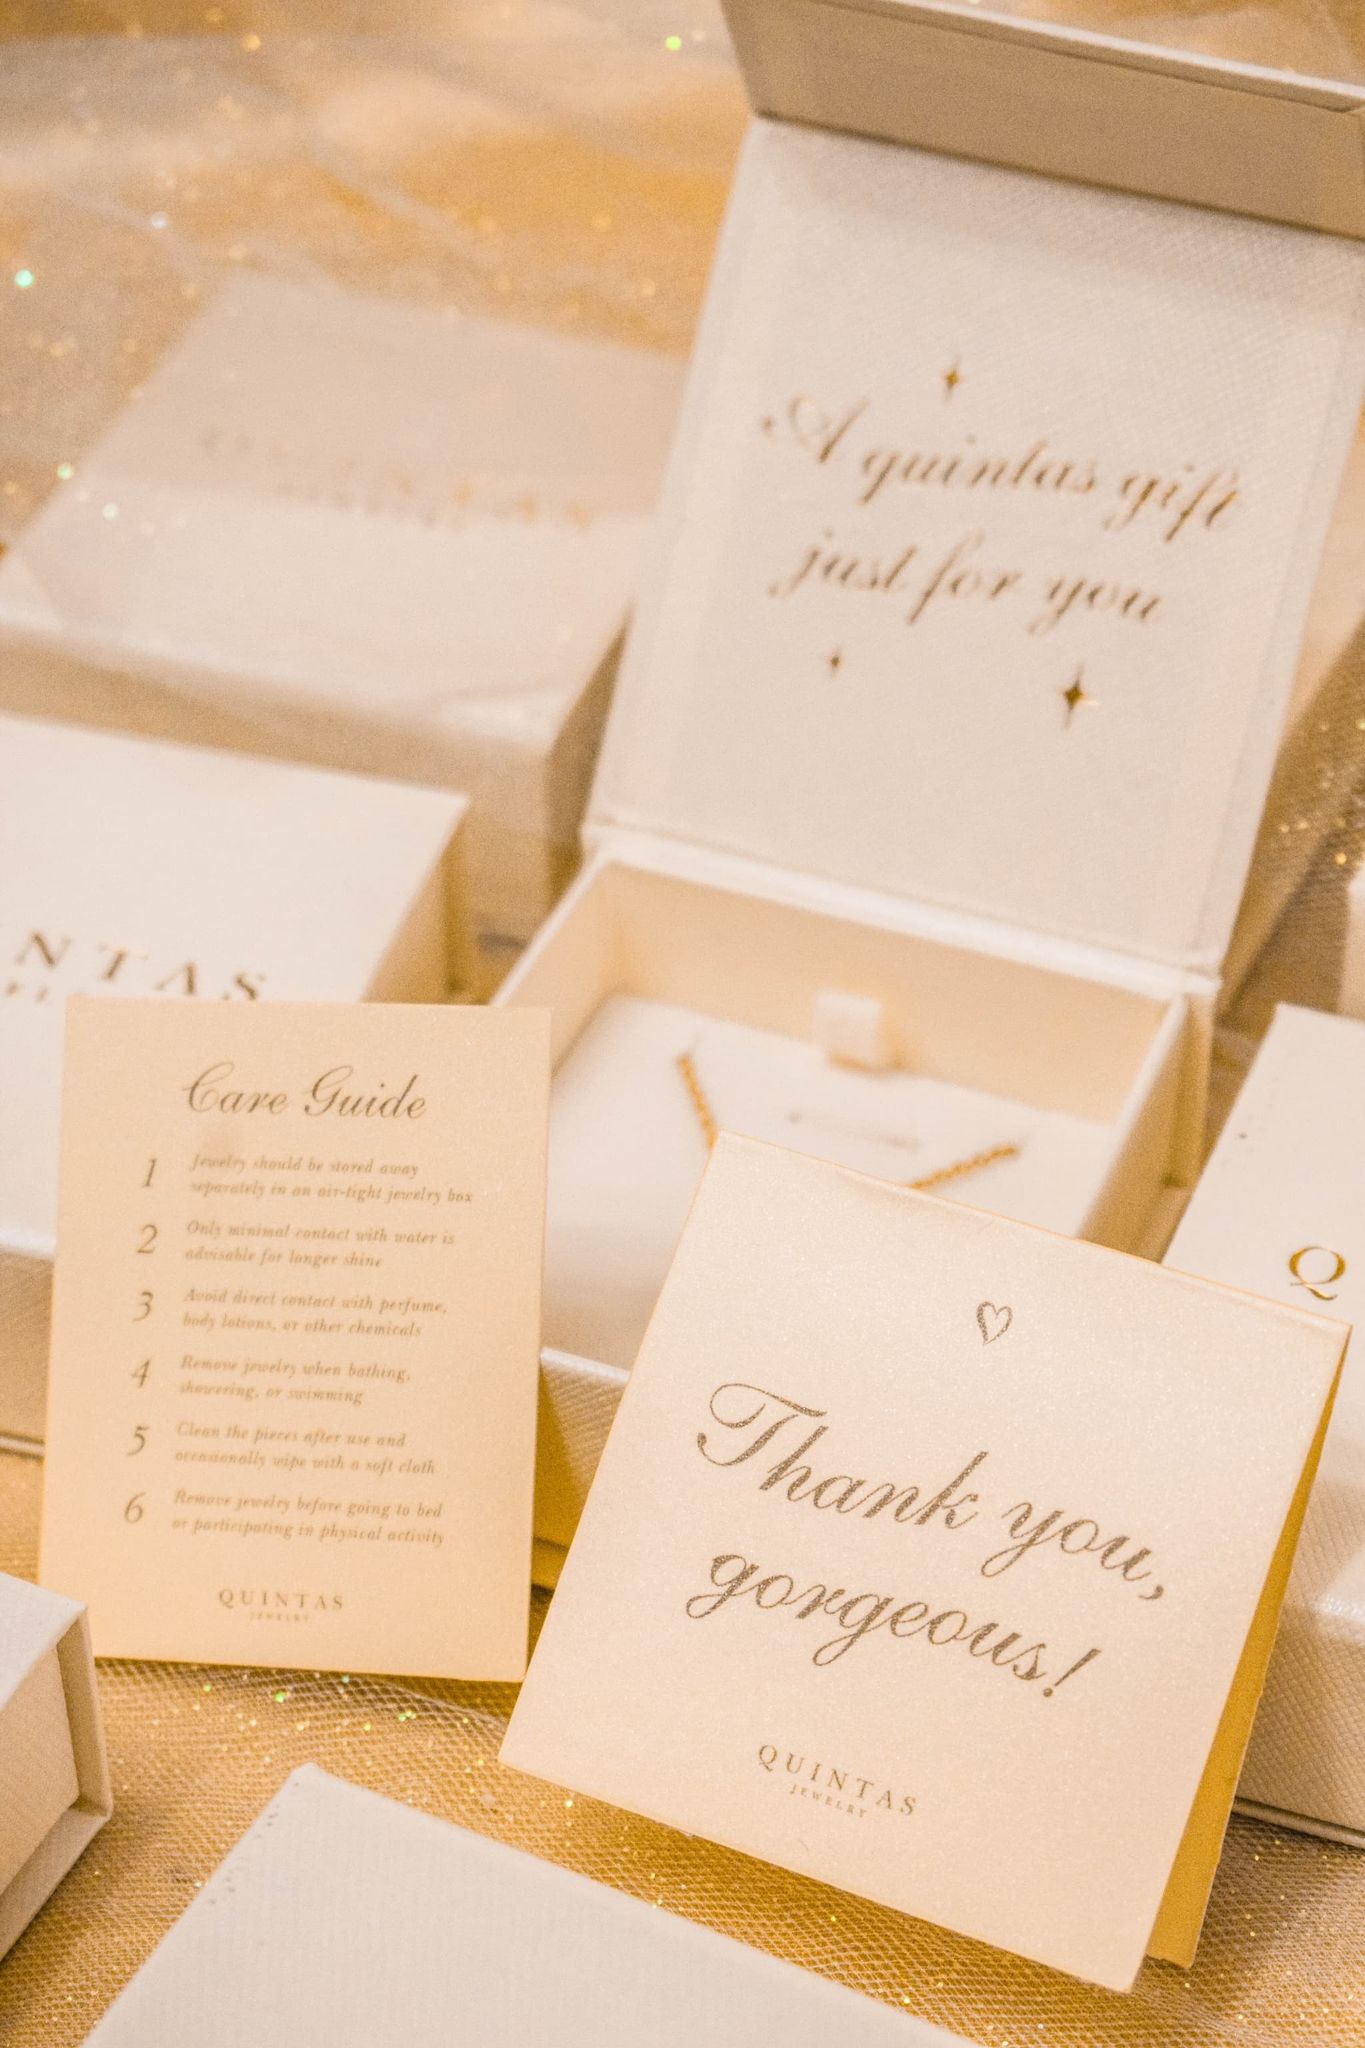 A quintas gift
just for you
NTAS
Care Guide
1 Jewelry should be stored away
separately in an air-tight jewelry box
2 Only minimal contact with water is
advisable for longer shine
3 Avoid direct contact with perfume,
body lotions, or other chemicals
4 Remove jewelry when bathing,
showering, or swimming
5 Clean the pieces after use and
occasionally wipe with a soft cloth
6 Remove jewelry before going to bed
or participating in physical activity
QUINTAS
JEWELRY
Thank you,
gorgeous!
QUINTAS
JEWELRY
Q